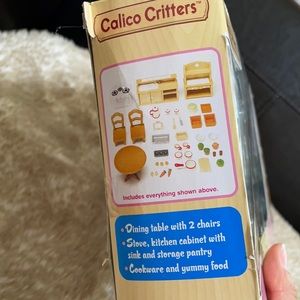 Calico Critters™
Includes everything shown above.
•Dining table with 2 chairs
•Stove, kitchen cabinet with
sink and storage pantry
•Cookware and yummy food